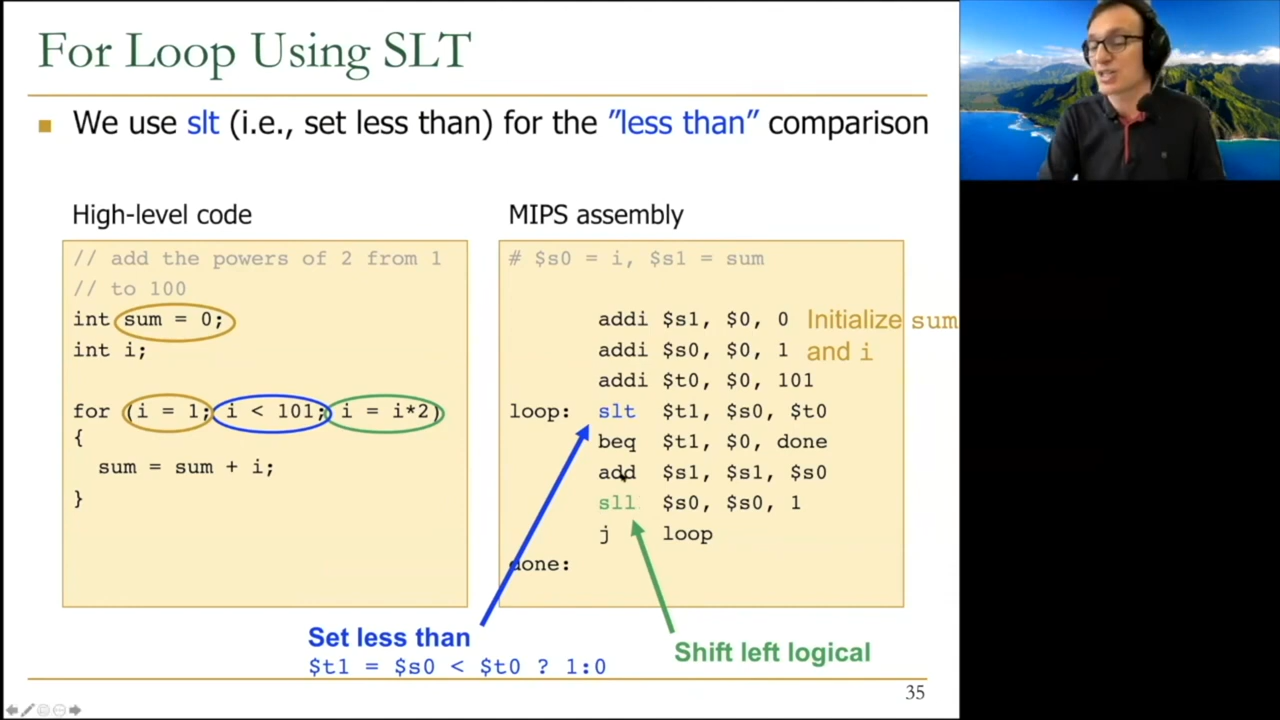 For Loop Using SLT
We use slt (i.e., set less than) for the ”less than” comparison
High-level code
// add the powers of 2 from 1
// to 100
int sum = 0;
int i;
for (i = 1; i < 101; i = i*2)
{
sum = sum + i;
}
MIPS assembly
# $s0 = i, $s1 = sum
addi $s1, $0, 0 Initialize sum
addi $s0, $0, 1 and i
addi $t0, $0, 101
loop: slt $t1, $s0, $t0
beq $t1, $0, done
add $s1, $s1, $s0
sll $s0, $s0, 1
j loop
done:
Set less than
$t1 = $s0 < $t0 ? 1:0
Shift left logical
35